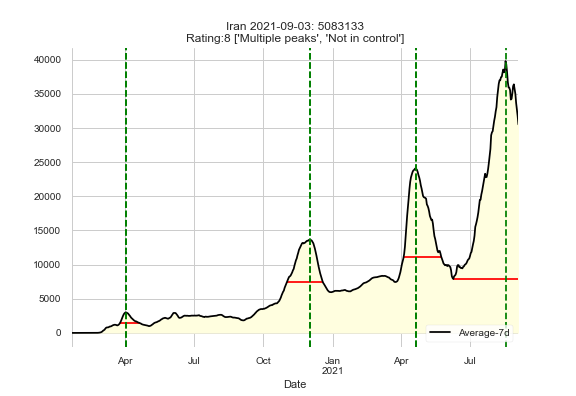 Iran 2021-09-03: 5083133
Rating:8 ['Multiple peaks', 'Not in control']
40000
35000
30000
25000
20000
15000
10000
5000
0
Average-7d
Apr Jul Oct Jan Apr Jul
2021
Date